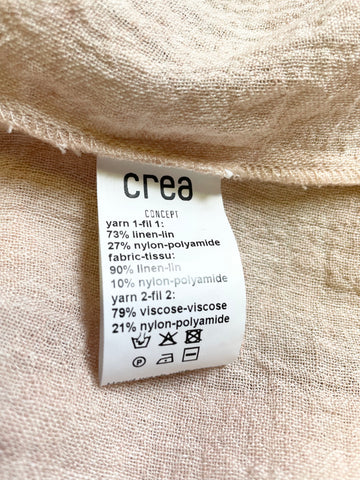 crea
CONCEPT
yarn 1-fil 1:
73% linen-lin
27% nylon-polyamide
fabric-tissu:
90% linen-lin
10% nylon-polyamide
yarn 2-fil 2:
79% viscose-viscose
21% nylon-polyamide